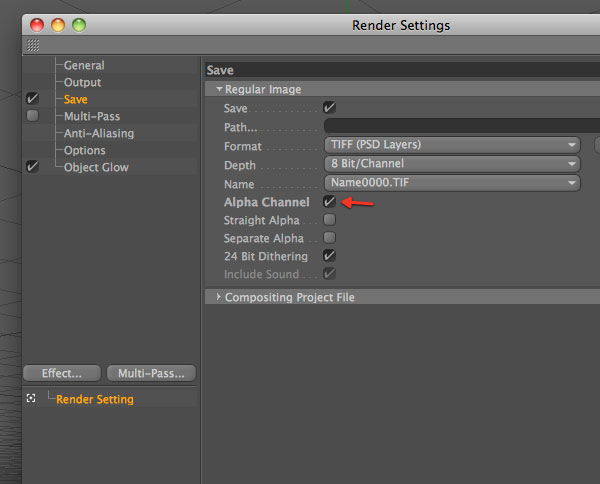 Render Settings
General
Output
Save
Multi-Pass
Anti-Aliasing
Options
Object Glow
Effect...
Multi-Pass...
Render Setting
Save
Regular Image
Save
Path...
Format TIFF (PSD Layers)
Depth 8 Bit/Channel
Name Name0000.TIF
Alpha Channel
Straight Alpha
Separate Alpha
24 Bit Dithering
Include Sound
Compositing Project File